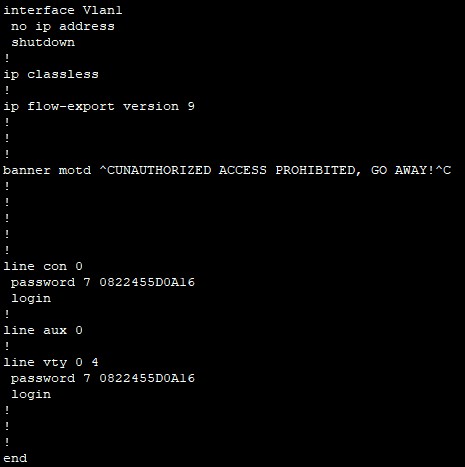 interface Vlan1
 no ip address
 shutdown
!
ip classless
!
ip flow-export version 9
!
!
!
banner motd ^CUNAUTHORIZED ACCESS PROHIBITED, GO AWAY!^C
!
!
!
!
!
line con 0
 password 7 0822455D0A16
 login
!
line aux 0
!
line vty 0 4
 password 7 0822455D0A16
 login
!
!
!
end